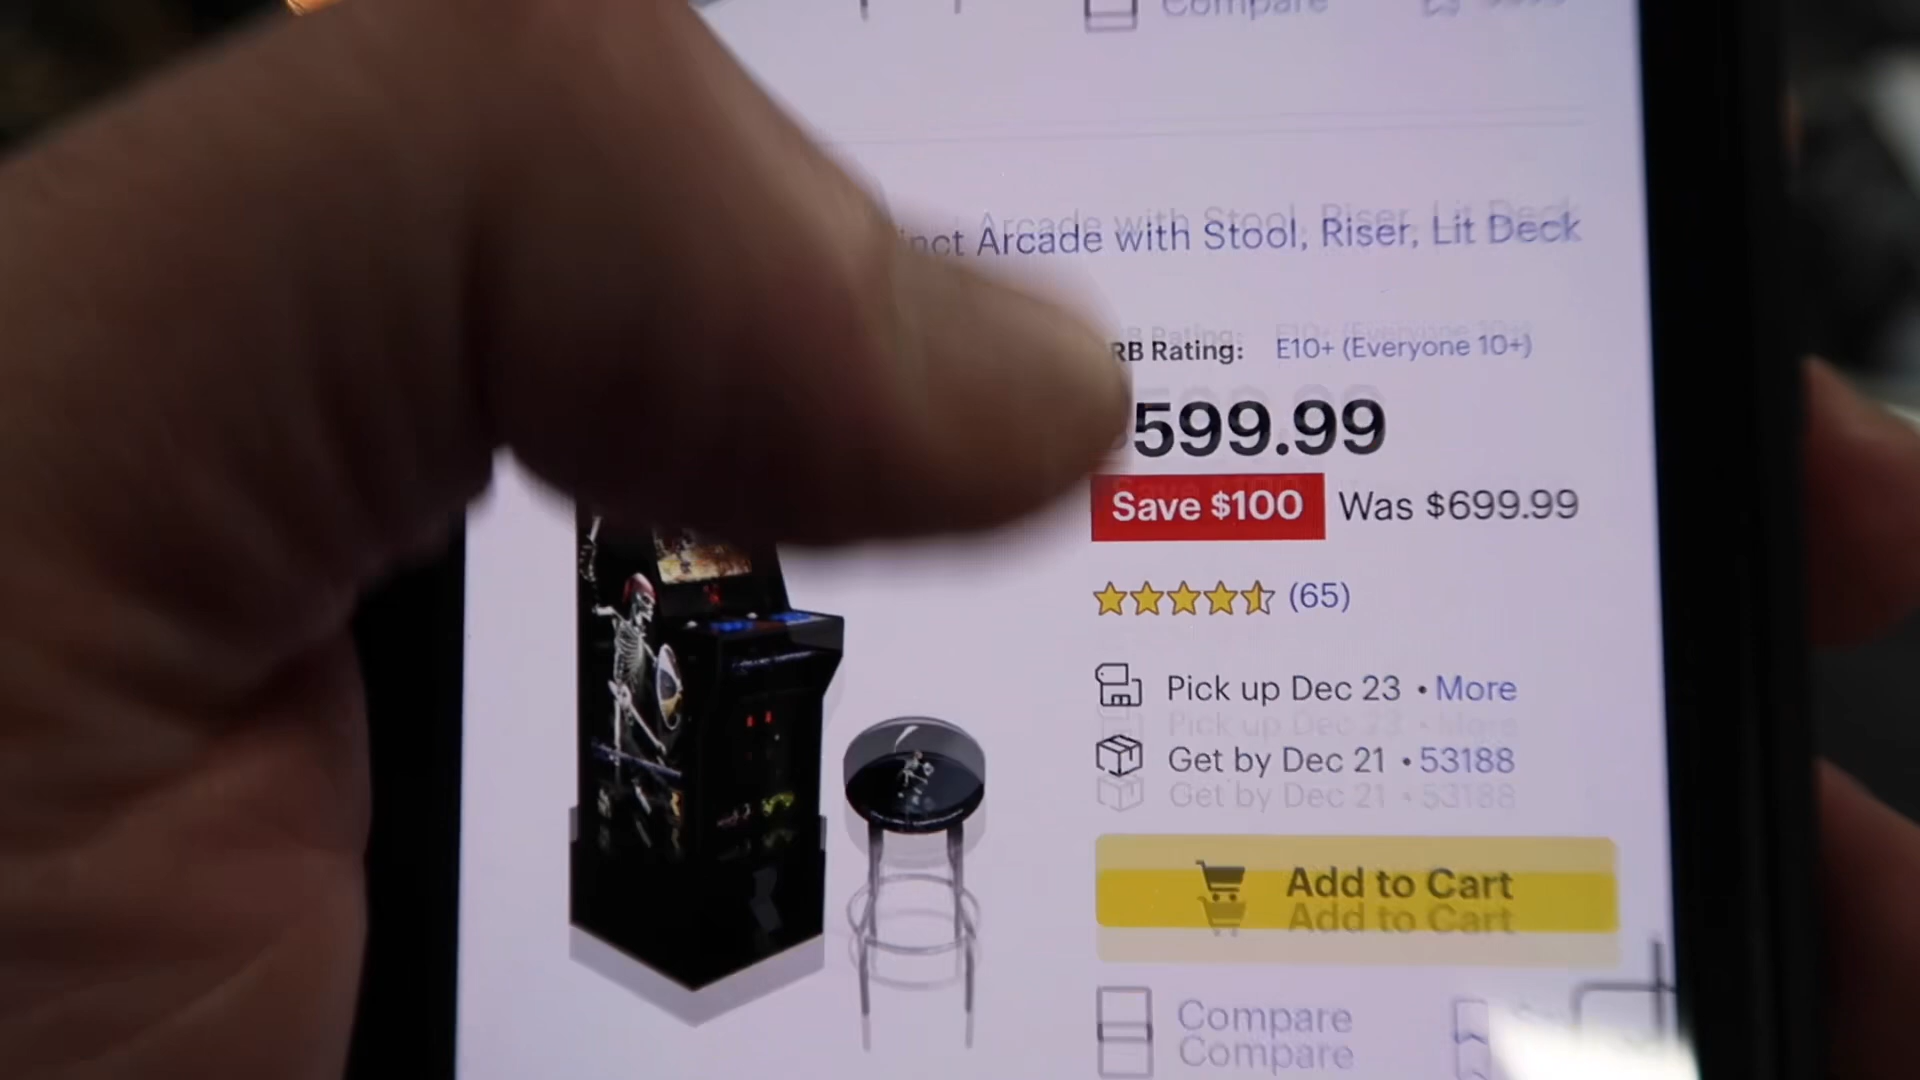 Compare
Arcade with Stool, Riser, Lit Deck
RB Rating: E10+ (Everyone 10+)
599.99
Save $100 Was $699.99
(65)
Pick up Dec 23 • More
Get by Dec 21 • 53188
Add to Cart
Compare